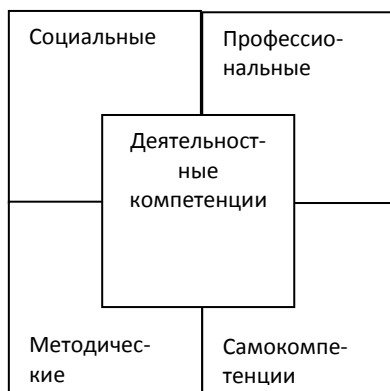 Социальные
Профессио-
нальные
Деятельност-
ные
компетенции
Методичес-
кие
Самокомпе-
тенции